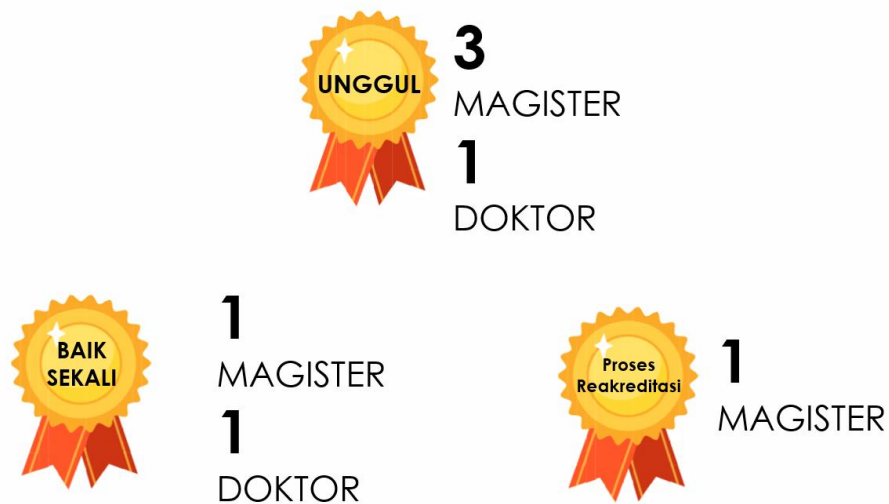 UNGGUL
3
MAGISTER
1
DOKTOR
BAIK
SEKALI
1
MAGISTER
1
DOKTOR
Proses
Reakreditasi
1
MAGISTER